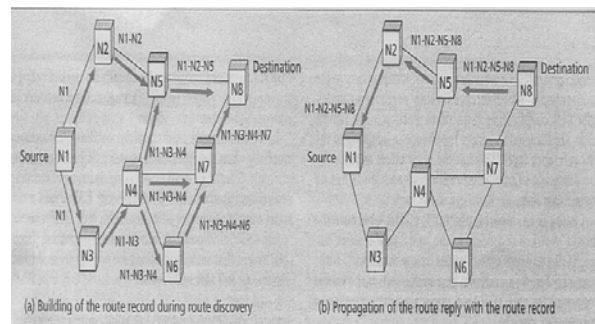 N1-N2
N2
N1-N2-N5
Destination
N5
N8
N1
N1-N3-N4
N1-N3-N4-N7
Source
N1
N7
N4
N1-N3-N4
N1
N1-N3
N1-N3-N4-N6
N3
N1-N3-N4
N6
(a) Building of the route record during route discovery
N2
N1-N2-N5-N8
N1-N2-N5-N8
Destination
N5
N8
N1-N2-N5-N8
Source
N1
N7
N4
N3
N6
(b) Propagation of the route reply with the route record